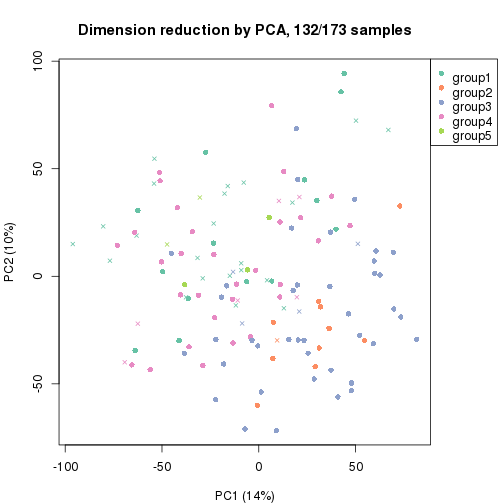 Dimension reduction by PCA, 132/173 samples
100
50
0
-50
PC2 (10%)
-100
-50
0
50
PC1 (14%)
group1
group2
group3
group4
group5